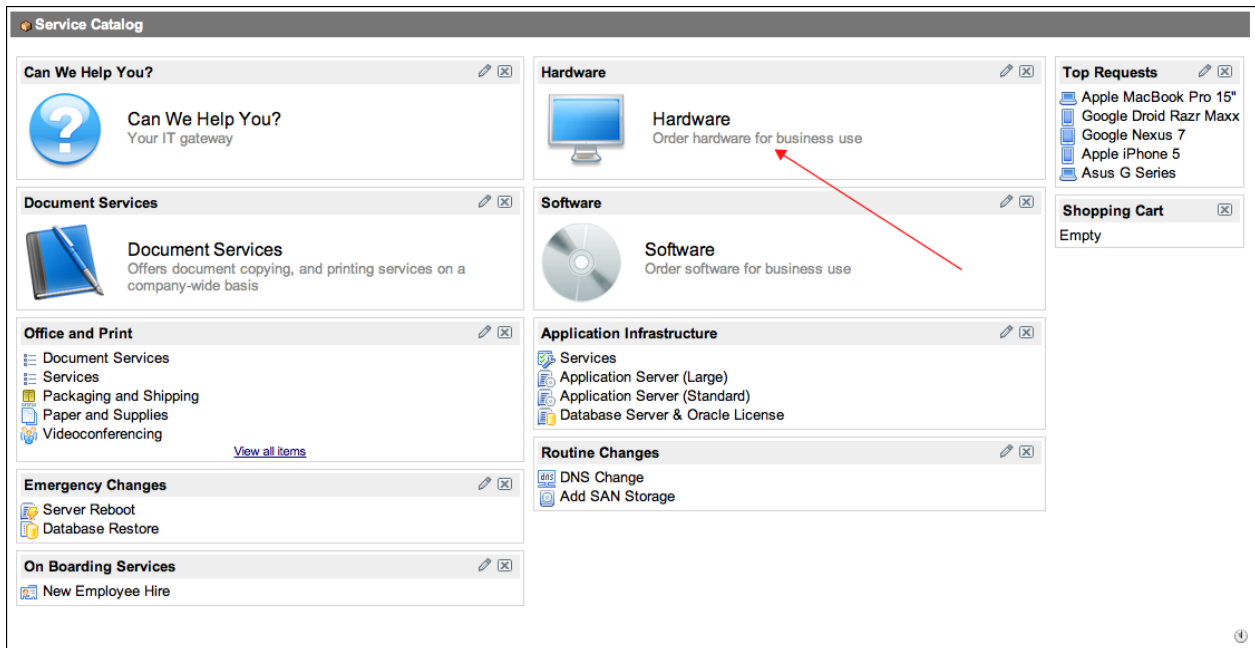 Service Catalog
Can We Help You?
Can We Help You?
Your IT gateway
Document Services
Document Services
Offers document copying, and printing services on a
company-wide basis
Office and Print
Document Services
Services
Packaging and Shipping
Paper and Supplies
Videoconferencing
View all items
Emergency Changes
Server Reboot
Database Restore
On Boarding Services
New Employee Hire
Hardware
Hardware
Order hardware for business use
Software
Software
Order software for business use
Application Infrastructure
Services
Application Server (Large)
Application Server (Standard)
Database Server & Oracle License
Routine Changes
dns
DNS Change
Add SAN Storage
Top Requests
Apple MacBook Pro 15"
Google Droid Razr Maxx
Google Nexus 7
Apple iPhone 5
Asus G Series
Shopping Cart
Empty